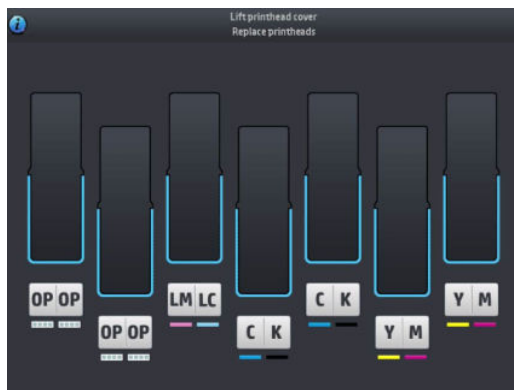 i
Lift printhead cover
Replace printheads
OP OP
OP OP
LM LC
C K
C K
Y M
Y M